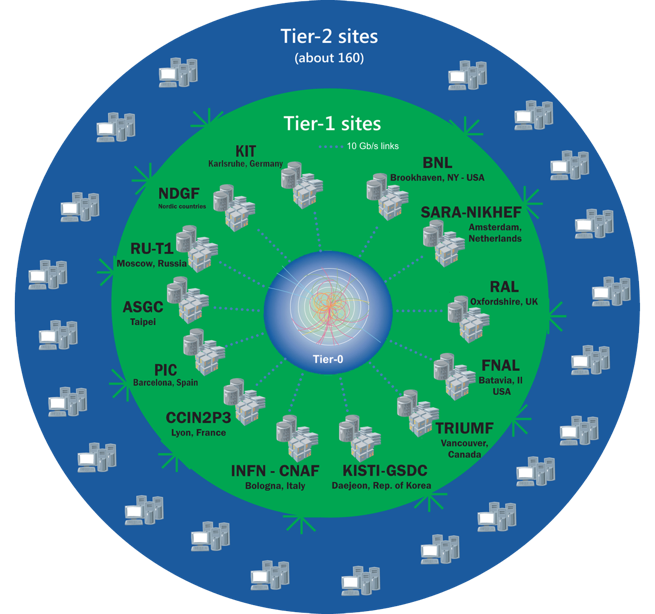 Tier-2 sites
(about 160)
Tier-1 sites
10 Gb/s links
KIT
Karlsruhe, Germany
BNL
Brookhaven, NY - USA
NDGF
Nordic countries
SARA-NIKHEF
Amsterdam,
Netherlands
RU-T1
Moscow, Russia
RAL
Oxfordshire, UK
ASGC
Taipei
Tier-0
PIC
Barcelona, Spain
FNAL
Batavia, Il
USA
CCIN2P3
Lyon, France
TRIUMF
Vancouver,
Canada
INFN - CNAF
Bologna, Italy
KISTI-GSDC
Daejeon, Rep. of Korea